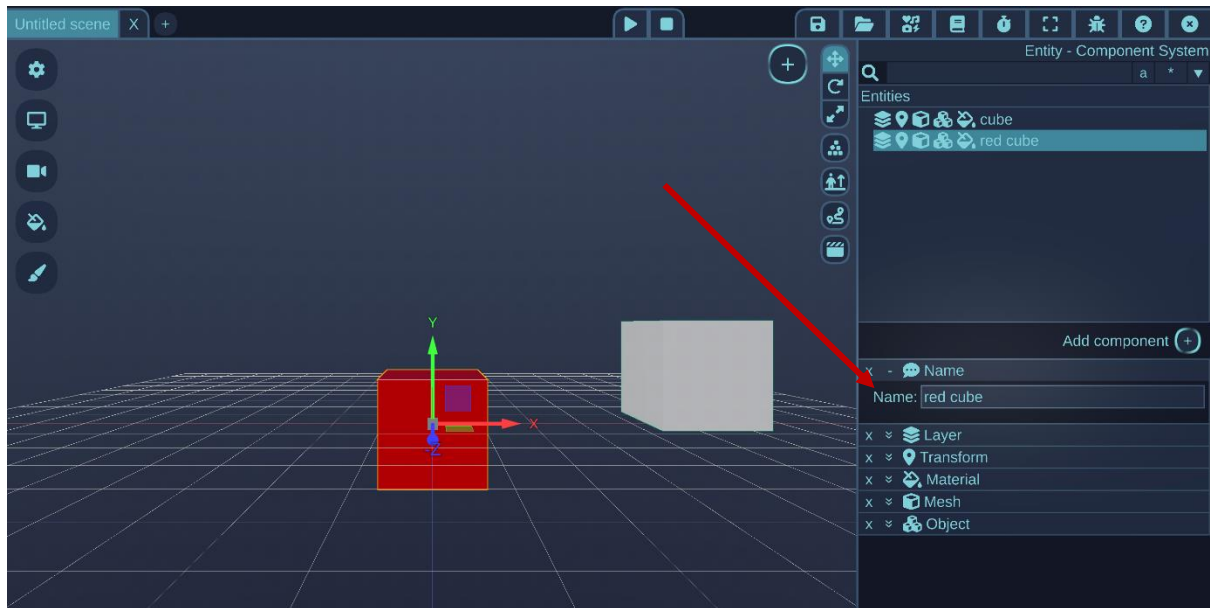 Untitled scene X +
Entity - Component System
a * ▼
Entities
cube
red cube
Add component +
x - Name
Name: red cube
x Layer
x Transform
x Material
x Mesh
x Object
Y
X
-Z